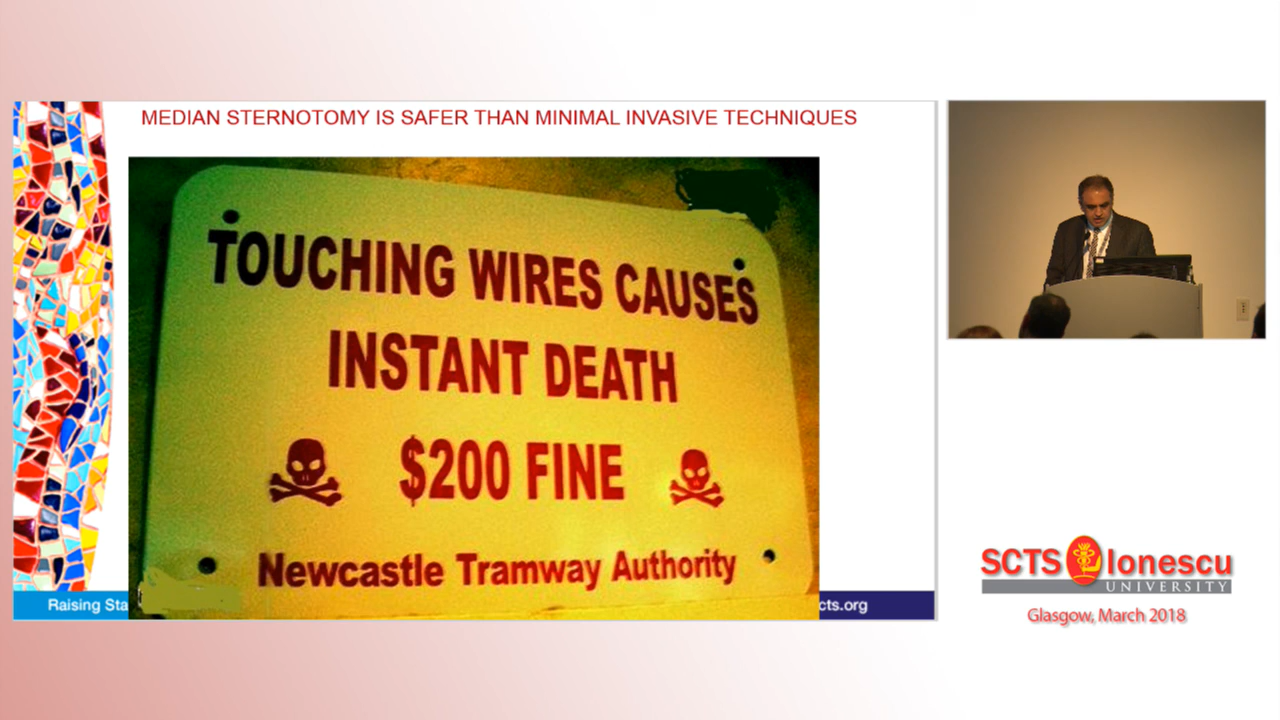 MEDIAN STERNOTOMY IS SAFER THAN MINIMAL INVASIVE TECHNIQUES
TOUCHING WIRES CAUSES
INSTANT DEATH
$200 FINE
Newcastle Tramway Authority
Raising Sta
cts.org
SCTS Ionescu
UNIVERSITY
Glasgow, March 2018